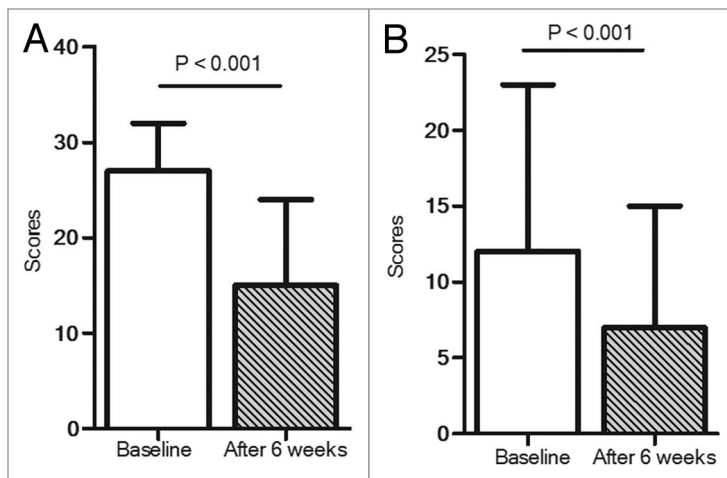 A
P < 0.001
40
30
20
10
0
Scores
Baseline
After 6 weeks
B
P < 0.001
25
20
15
10
5
0
Scores
Baseline
After 6 weeks